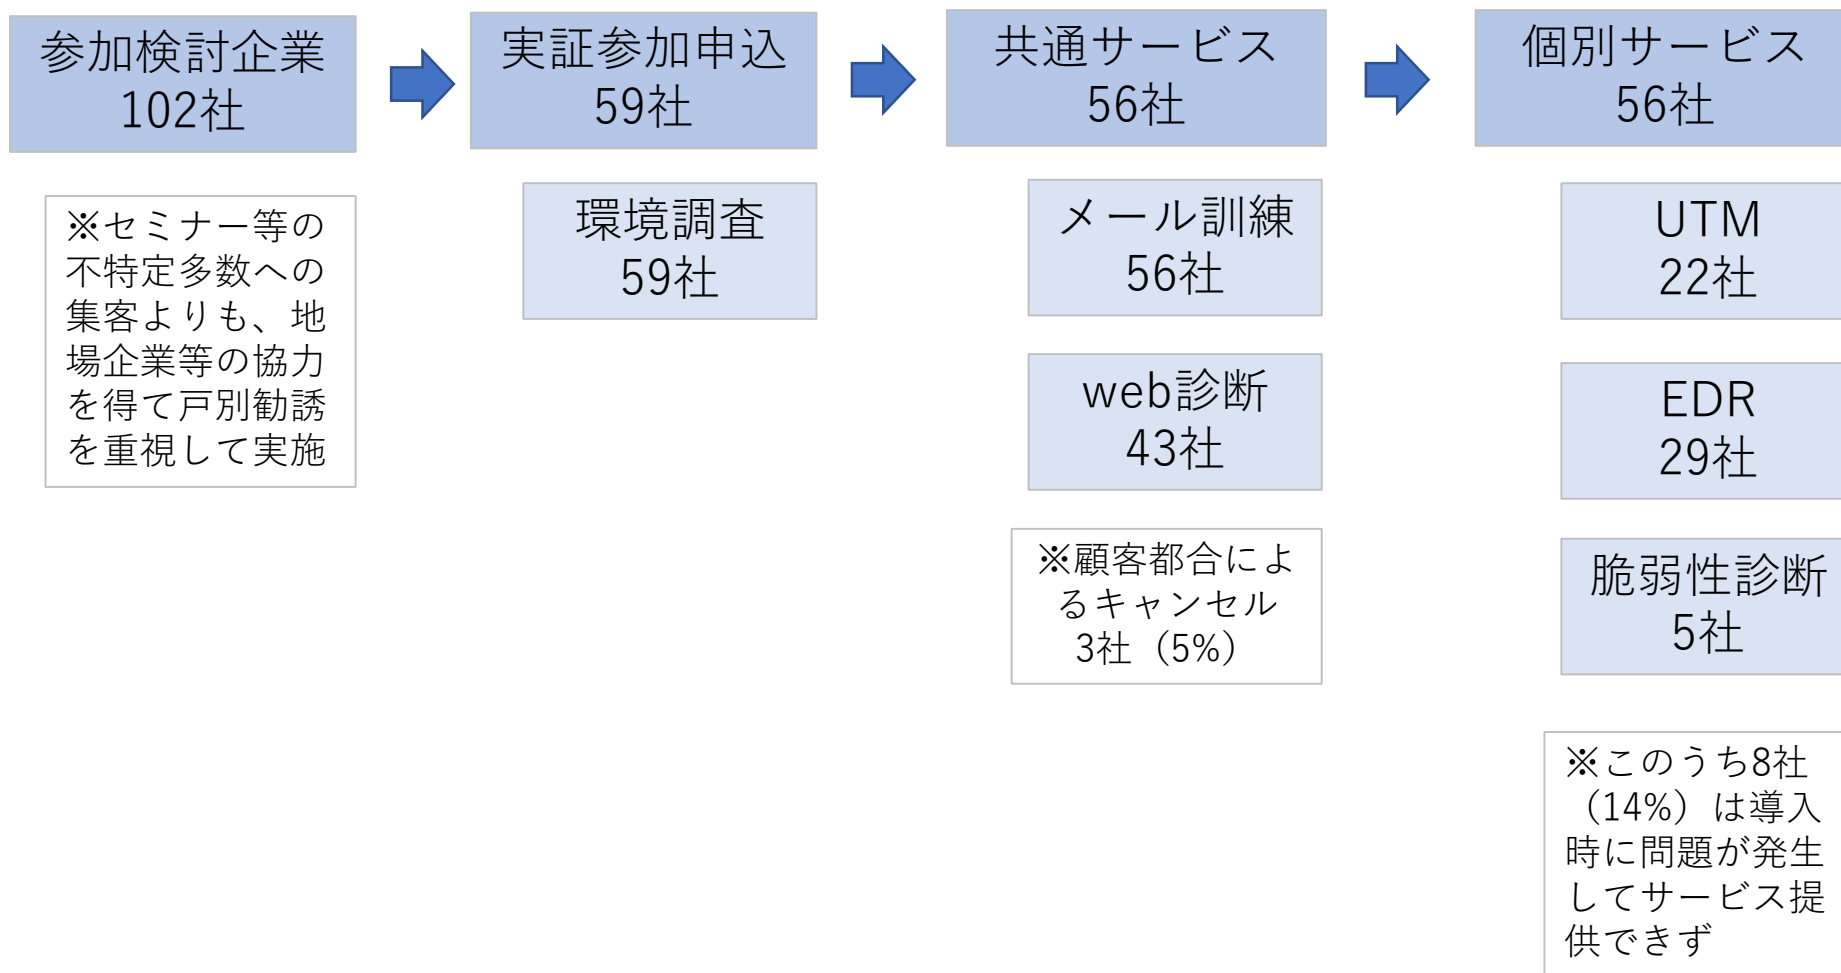 参加検討企業
102社
※セミナー等の
不特定多数への
集客よりも、地
場企業等の協力
を得て戸別勧誘
を重視して実施
実証参加申込
59社
環境調査
59社
共通サービス
56社
メール訓練
56社
web診断
43社
※顧客都合によ
るキャンセル
3社（5%）
個別サービス
56社
UTM
22社
EDR
29社
脆弱性診断
5社
※このうち8社
（14%）は導入
時に問題が発生
してサービス提
供できず